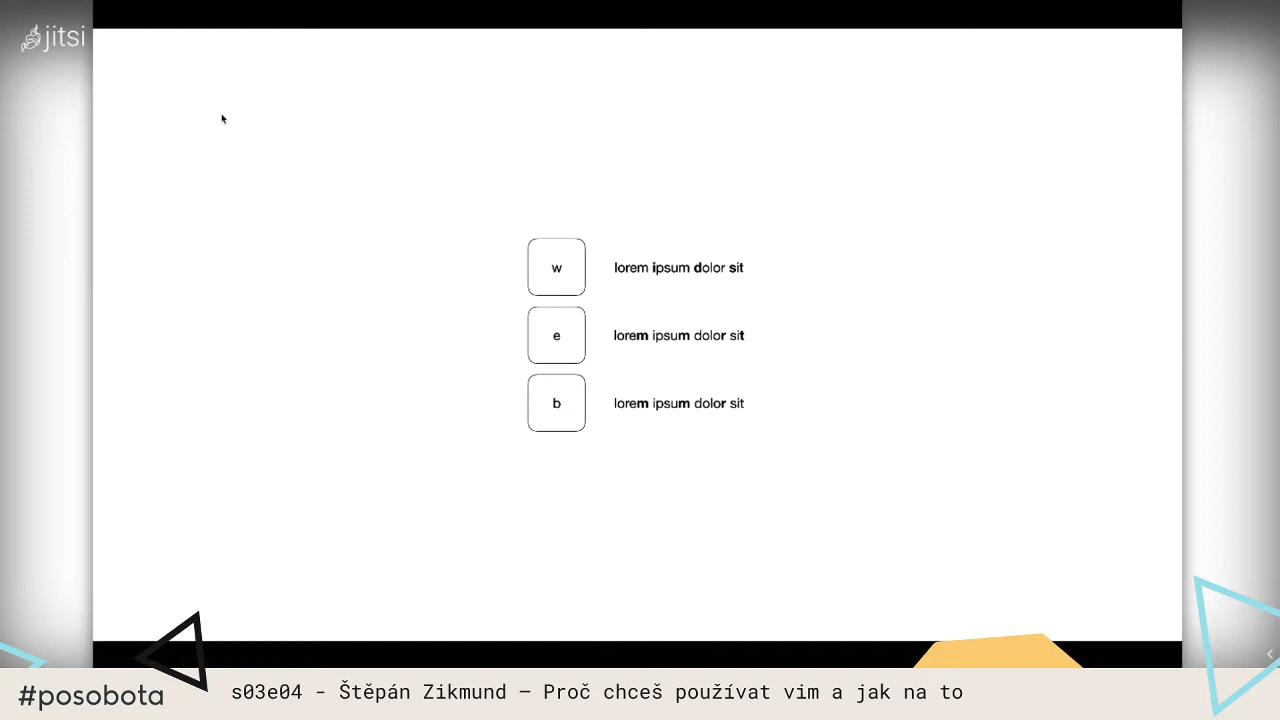 jitsi
w lorem ipsum dolor sit
e lorem ipsum dolor sit
b lorem ipsum dolor sit
#posobota
s03e04 - Štěpán Zikmund – Proč chceš používat vim a jak na to